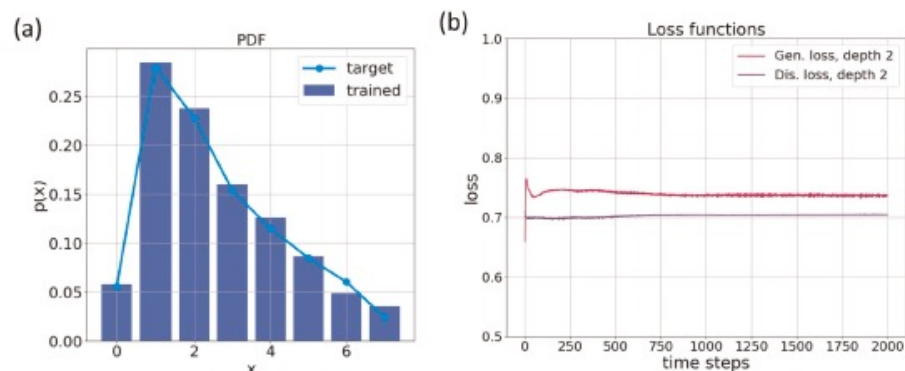 (a)
PDF
target
trained
p(x)
0.25
0.20
0.15
0.10
0.05
0.00
0 2 4 6
x
(b)
Loss functions
Gen. loss, depth 2
Dis. loss, depth 2
loss
1.0
0.9
0.8
0.7
0.6
0.5
0 250 500 750 1000 1250 1500 1750 2000
time steps